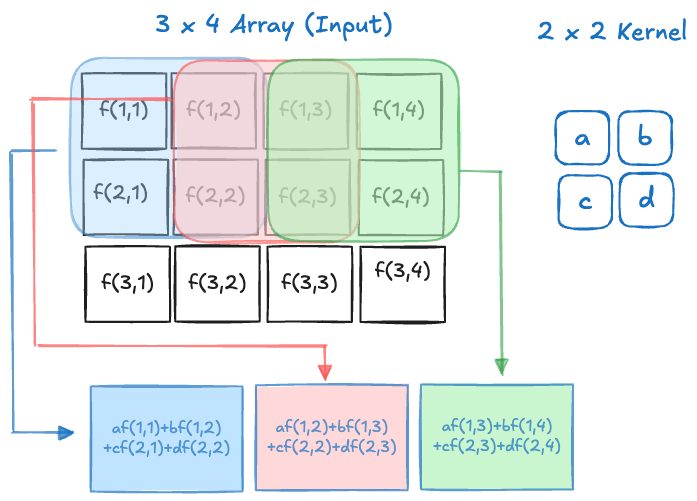 3 x 4 Array (Input)
2 x 2 Kernel
f(1,1) f(1,2) f(1,3) f(1,4)
f(2,1) f(2,2) f(2,3) f(2,4)
f(3,1) f(3,2) f(3,3) f(3,4)
a b
c d
af(1,1)+bf(1,2)
+cf(2,1)+df(2,2)
af(1,2)+bf(1,3)
+cf(2,2)+df(2,3)
af(1,3)+bf(1,4)
+cf(2,3)+df(2,4)